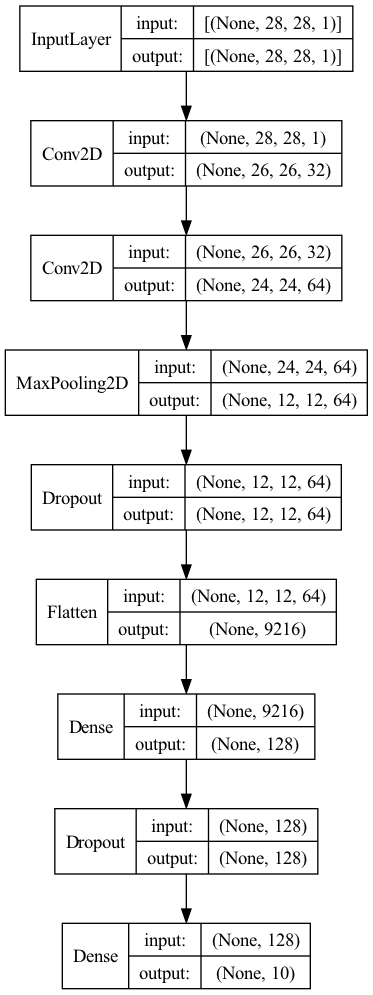 InputLayer
input: [(None, 28, 28, 1)]
output: [(None, 28, 28, 1)]
Conv2D
input: (None, 28, 28, 1)
output: (None, 26, 26, 32)
Conv2D
input: (None, 26, 26, 32)
output: (None, 24, 24, 64)
MaxPooling2D
input: (None, 24, 24, 64)
output: (None, 12, 12, 64)
Dropout
input: (None, 12, 12, 64)
output: (None, 12, 12, 64)
Flatten
input: (None, 12, 12, 64)
output: (None, 9216)
Dense
input: (None, 9216)
output: (None, 128)
Dropout
input: (None, 128)
output: (None, 128)
Dense
input: (None, 128)
output: (None, 10)